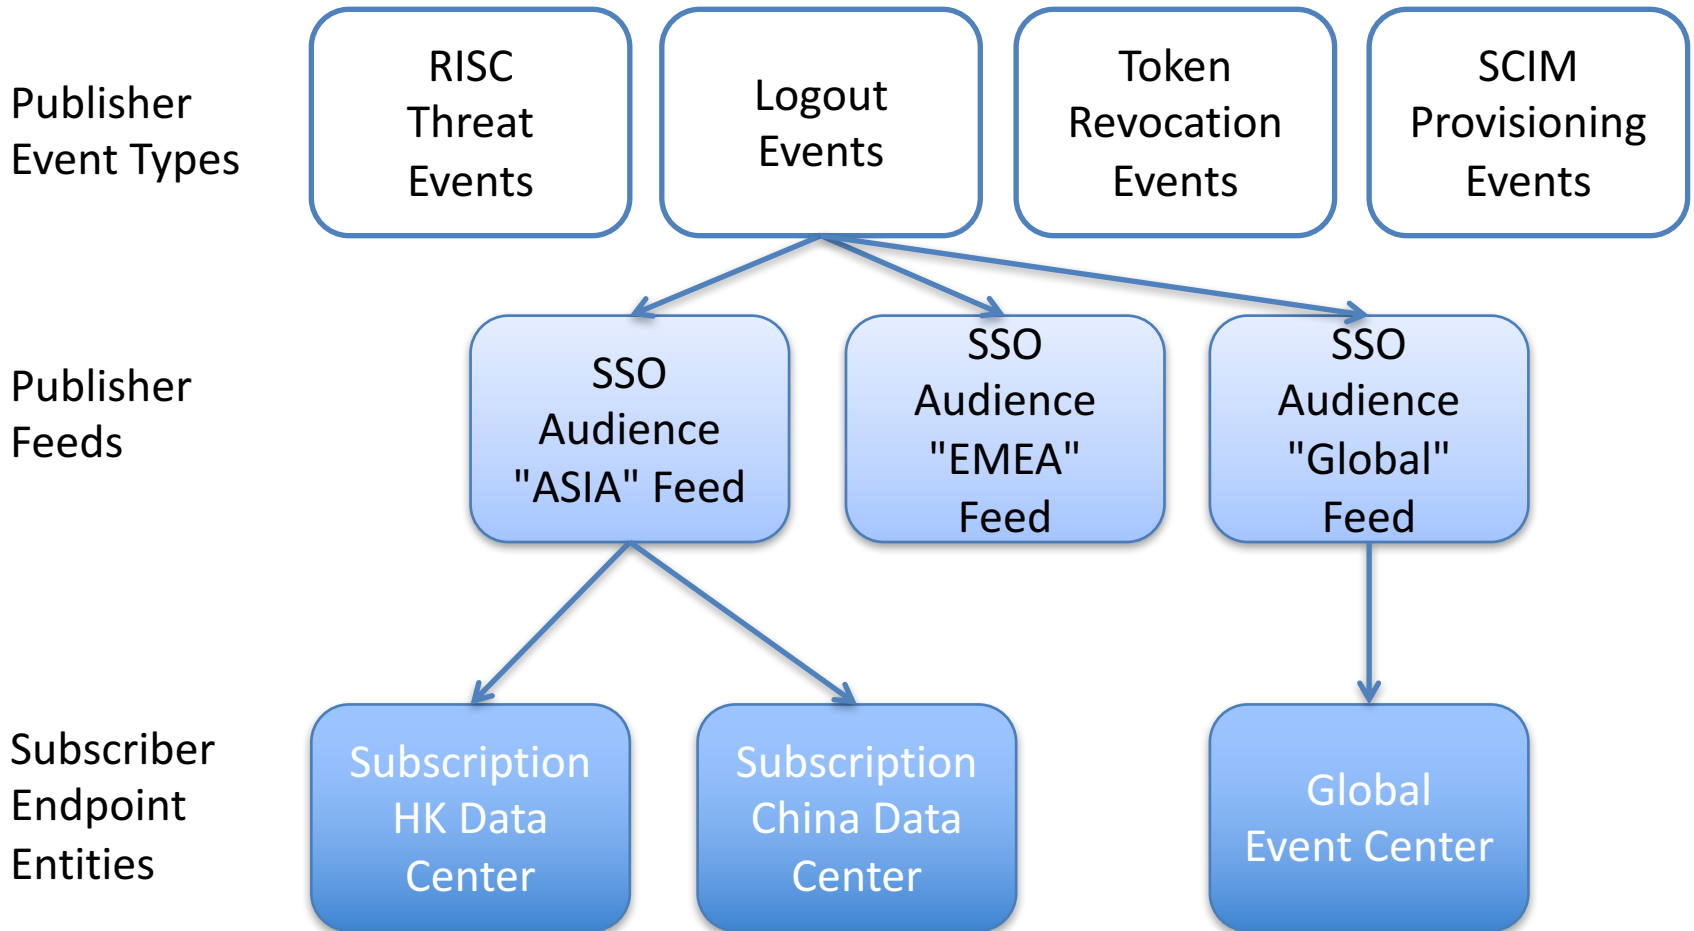 Publisher
Event Types
RISC
Threat
Events
Logout
Events
Token
Revocation
Events
SCIM
Provisioning
Events
Publisher
Feeds
SSO
Audience
"ASIA" Feed
SSO
Audience
"EMEA"
Feed
SSO
Audience
"Global"
Feed
Subscriber
Endpoint
Entities
Subscription
HK Data
Center
Subscription
China Data
Center
Global
Event Center